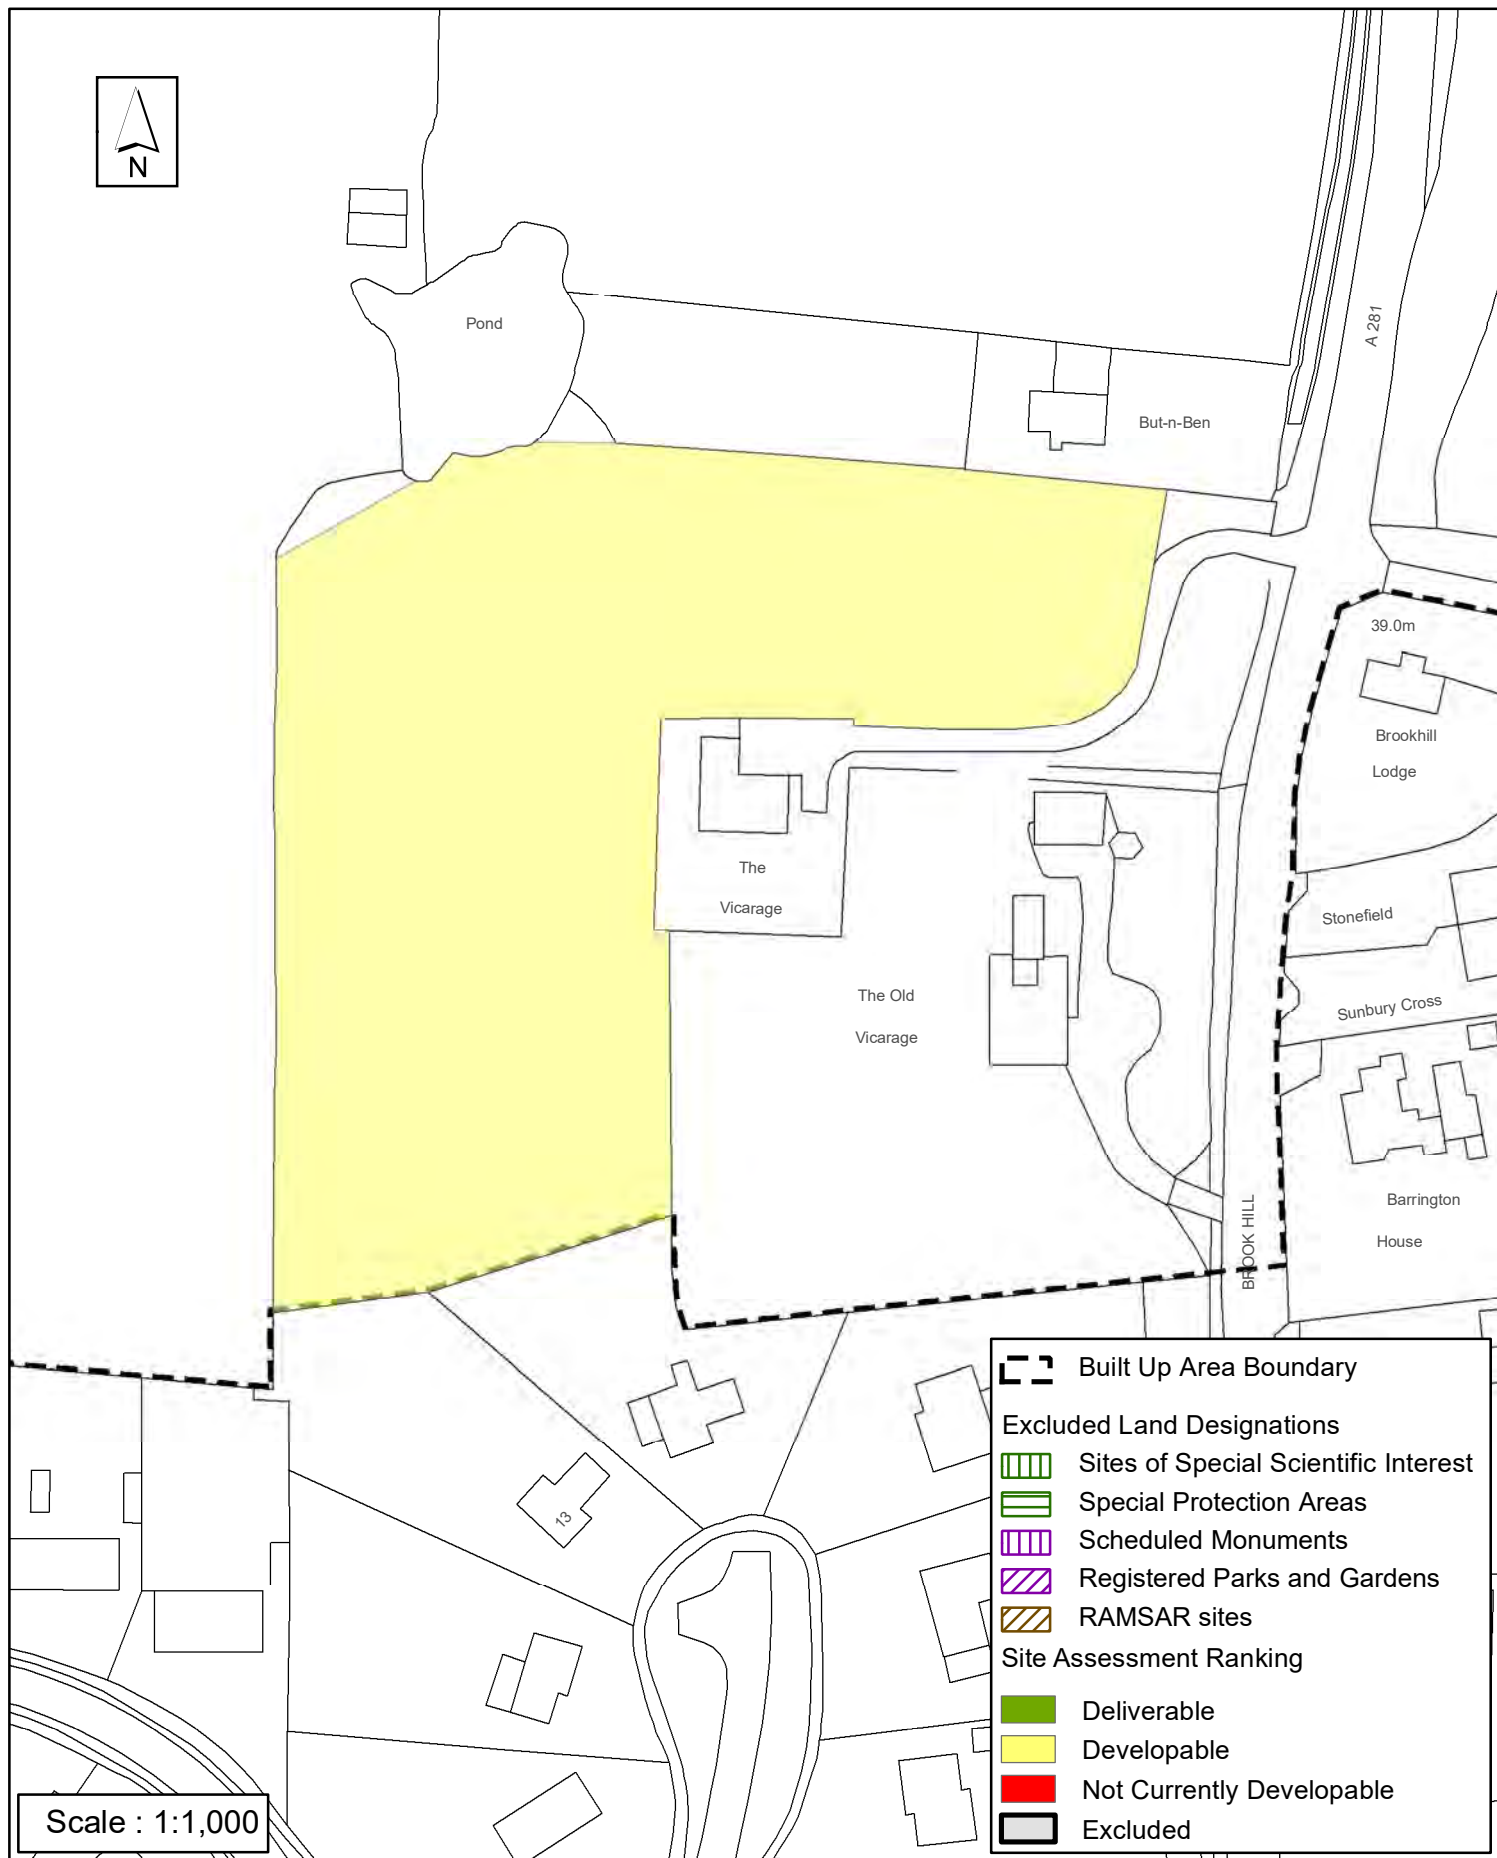 N
Pond
A 281
But-n-Ben
39.0m
Brookhill
Lodge
The
Vicarage
Stonefield
The Old
Vicarage
Sunbury Cross
Barrington
House
BROOK HILL
13
Built Up Area Boundary
Excluded Land Designations
Sites of Special Scientific Interest
Special Protection Areas
Scheduled Monuments
Registered Parks and Gardens
RAMSAR sites
Site Assessment Ranking
Deliverable
Developable
Not Currently Developable
Excluded
Scale : 1:1,000